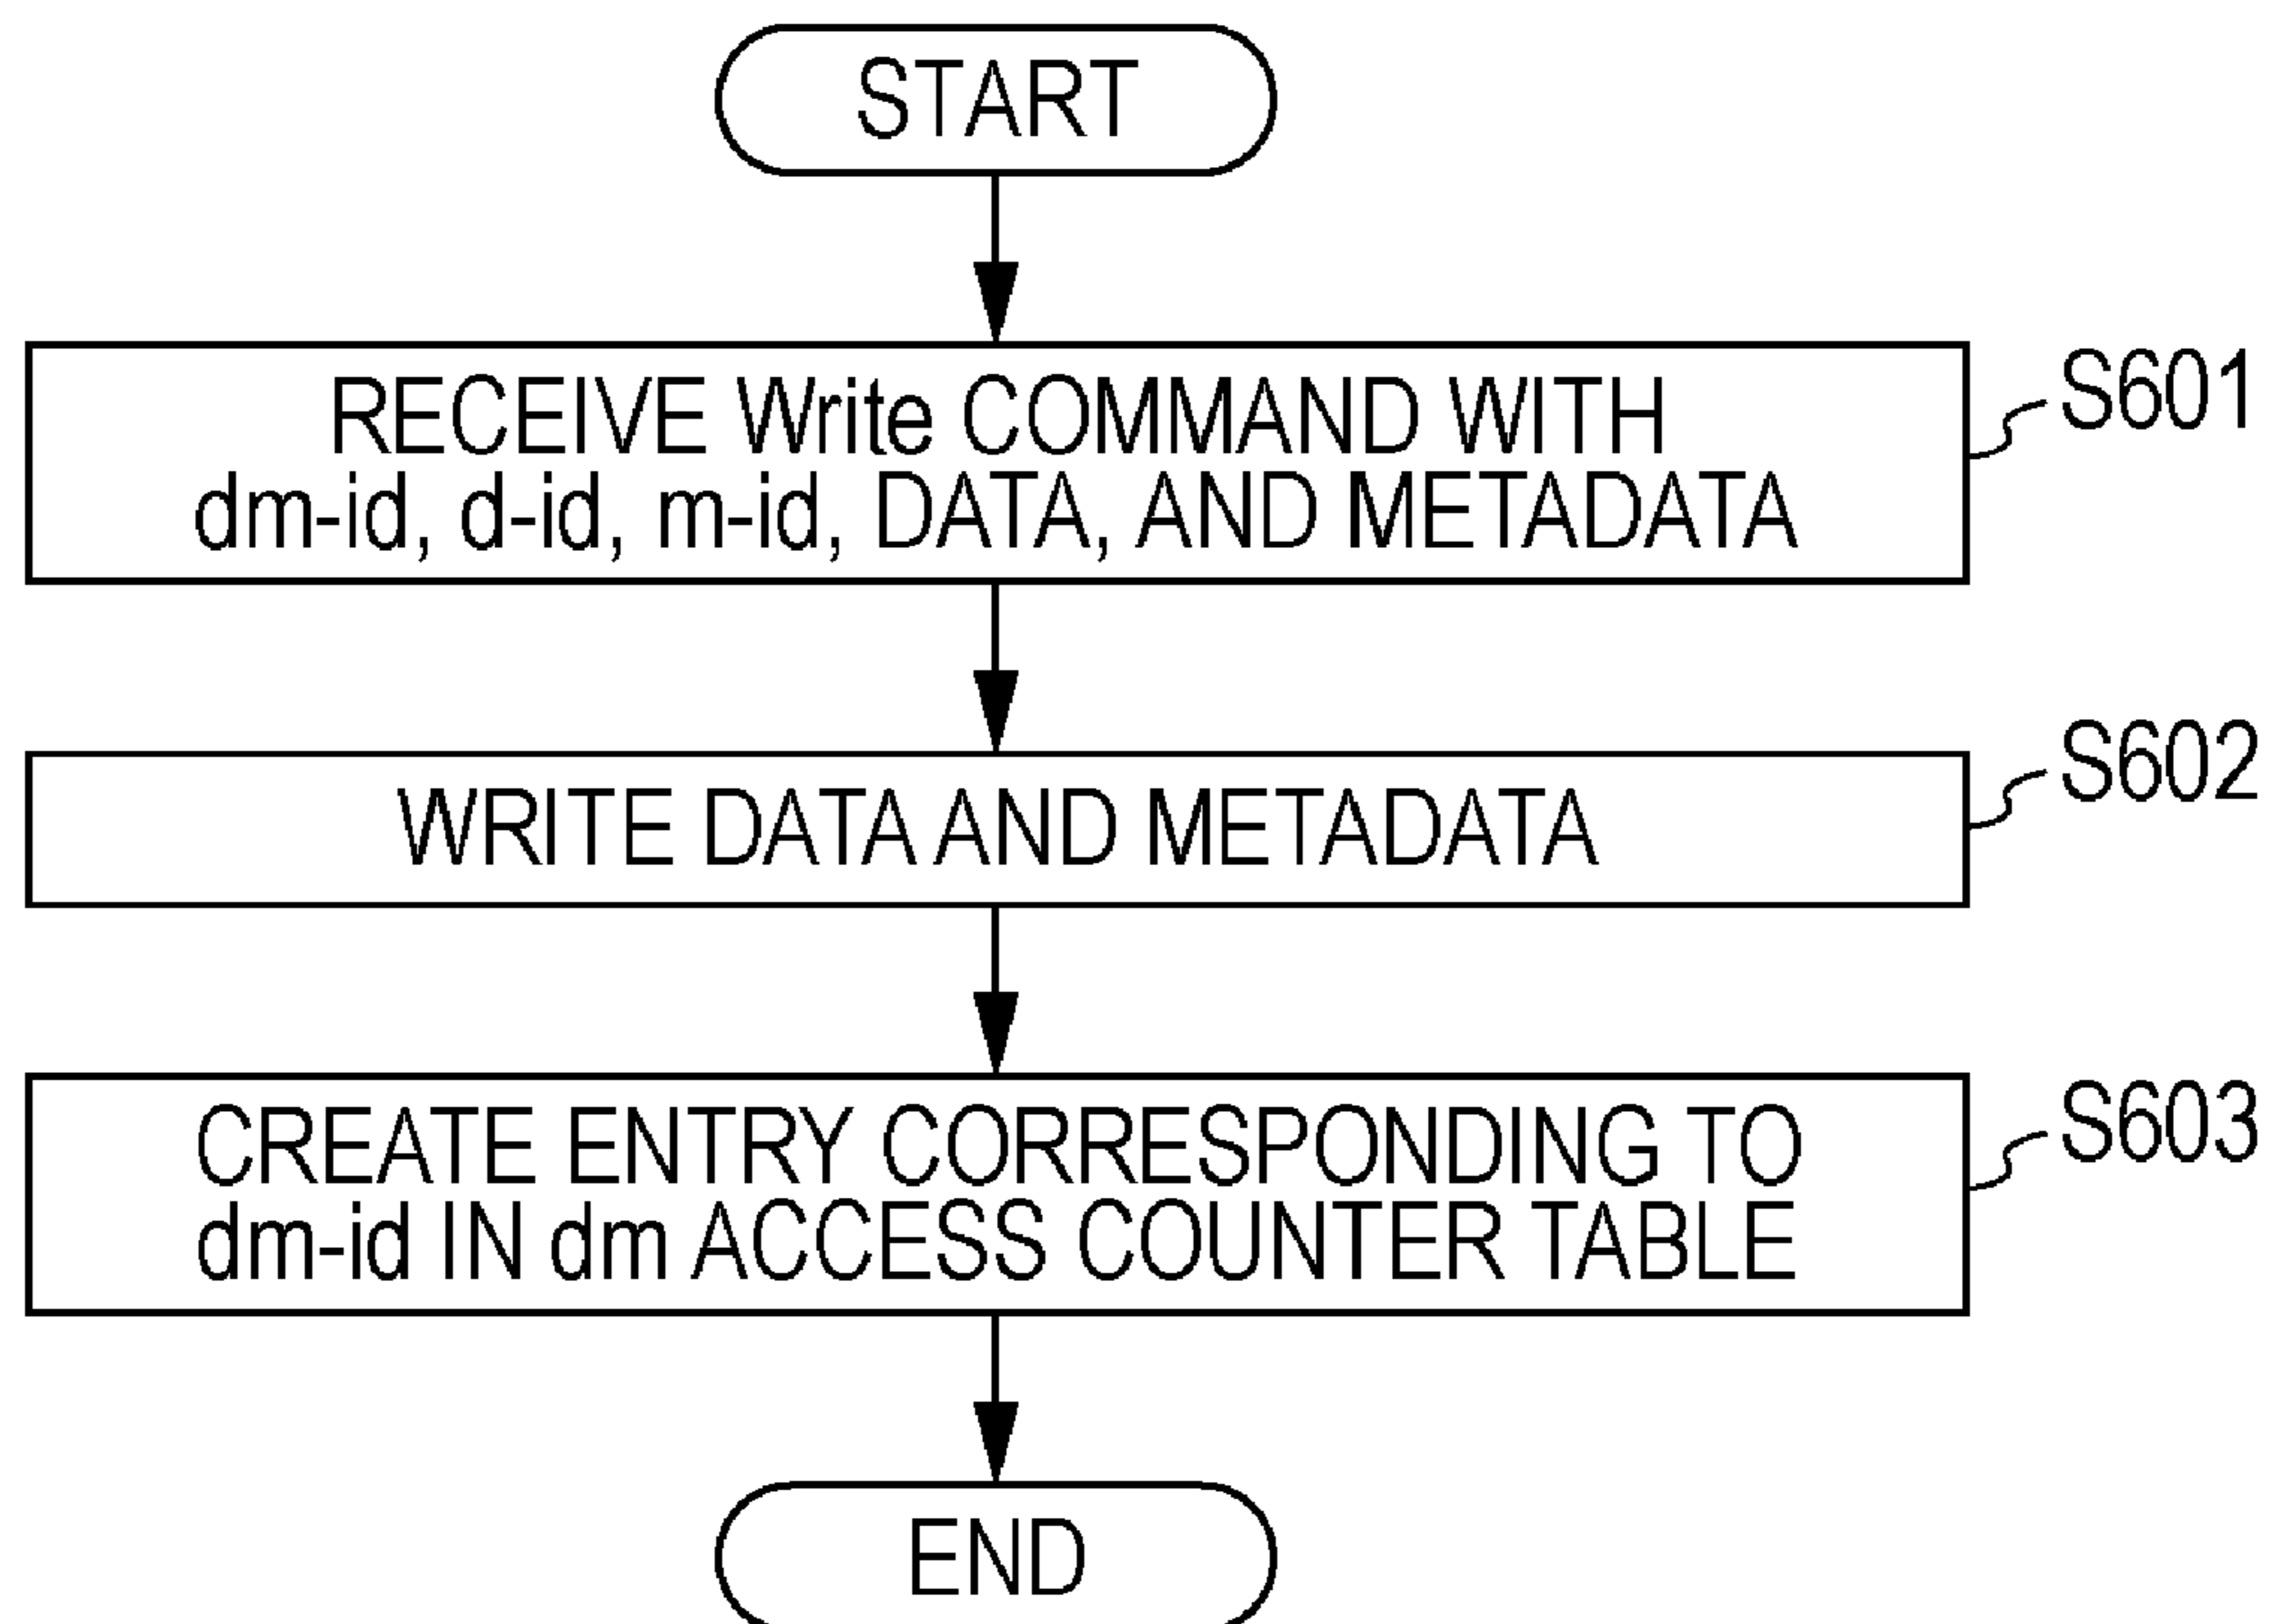 START
RECEIVE Write COMMAND WITH
dm-id, d-id, m-id, DATA, AND METADATA
S601
WRITE DATA AND METADATA
S602
CREATE ENTRY CORRESPONDING TO
dm-id IN dm ACCESS COUNTER TABLE
S603
END